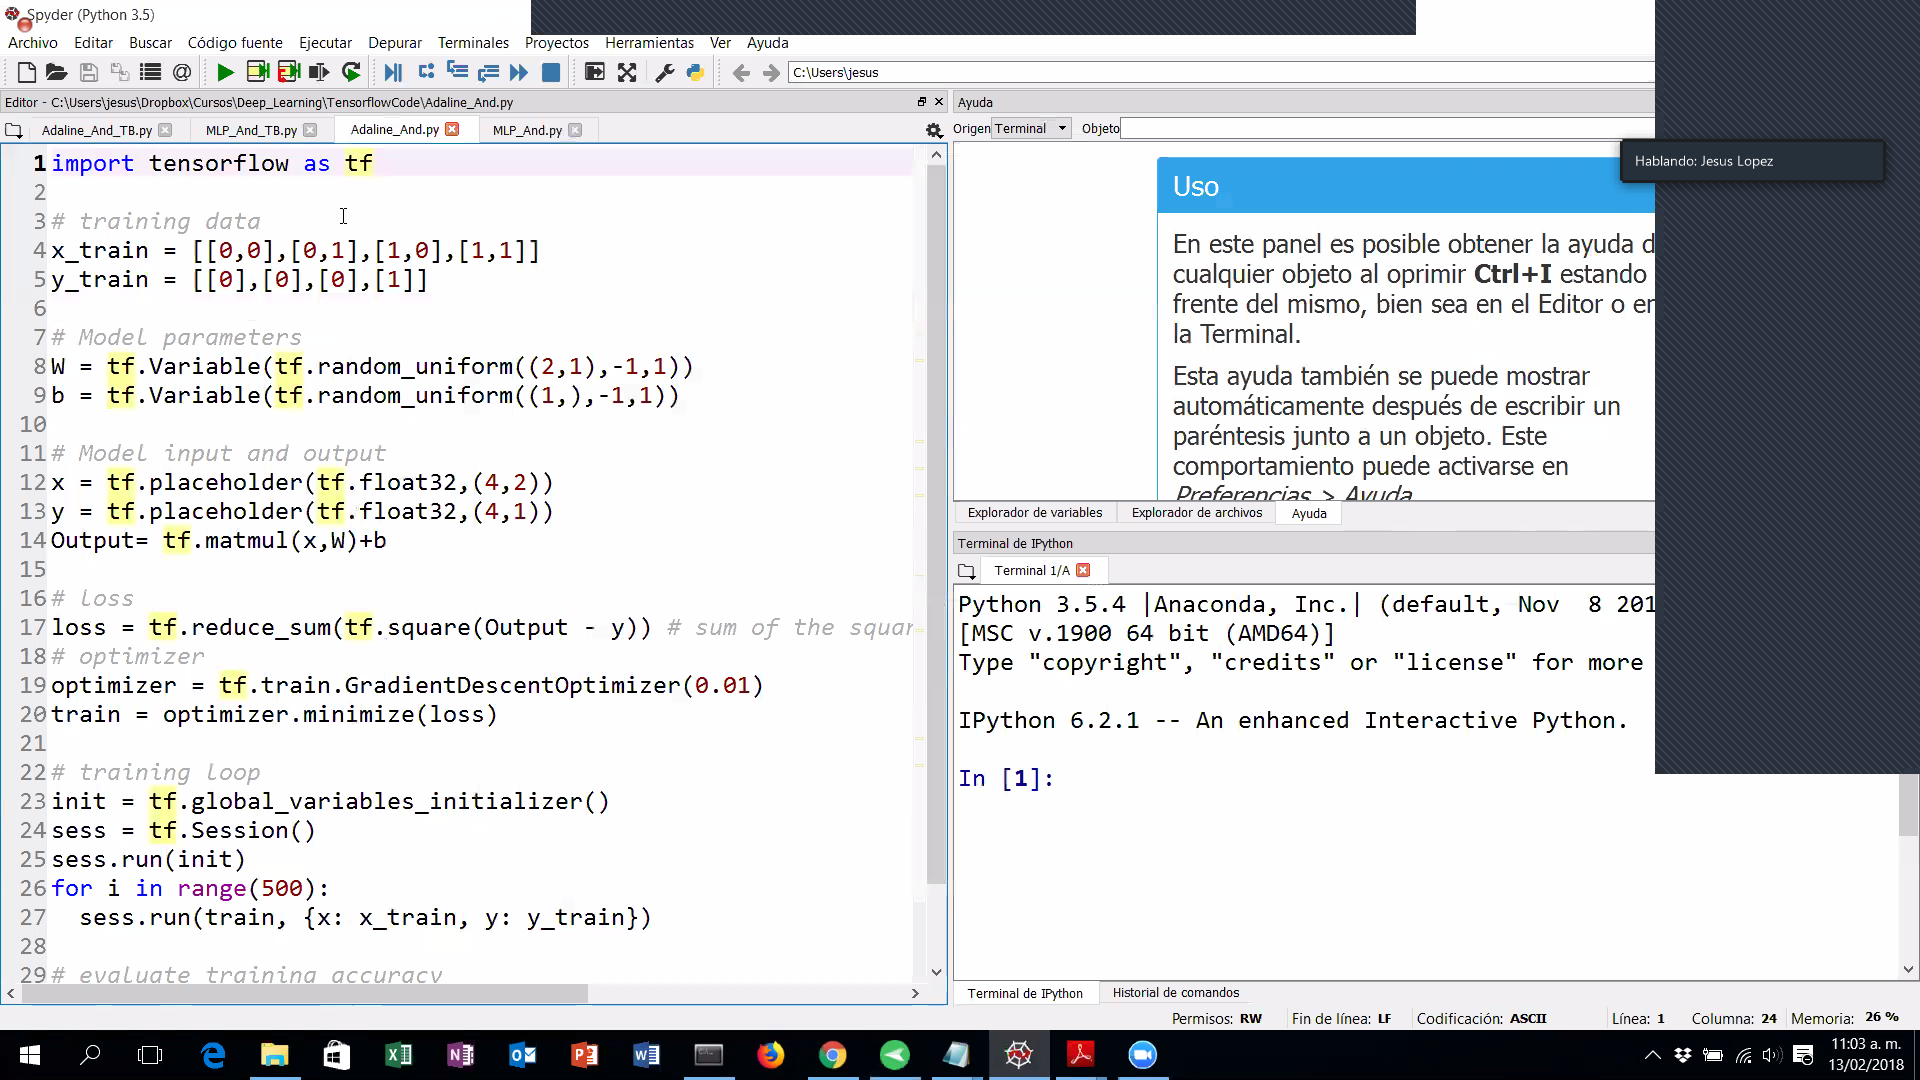 Spyder (Python 3.5)
Archivo Editar Buscar Código fuente Ejecutar Depurar Terminales Proyectos Herramientas Ver Ayuda
C:\Users\jesus
Editor - C:\Users\jesus\Dropbox\Cursos\Deep_Learning\TensorflowCode\Adaline_And.py
Adaline_And_TB.py MLP_And_TB.py Adaline_And.py MLP_And.py
1 import tensorflow as tf
2
3 # training data
4 x_train = [[0,0],[0,1],[1,0],[1,1]]
5 y_train = [[0],[0],[0],[1]]
6
7 # Model parameters
8 W = tf.Variable(tf.random_uniform((2,1),-1,1))
9 b = tf.Variable(tf.random_uniform((1,),-1,1))
10
11 # Model input and output
12 x = tf.placeholder(tf.float32,(4,2))
13 y = tf.placeholder(tf.float32,(4,1))
14 Output= tf.matmul(x,W)+b
15
16 # loss
17 loss = tf.reduce_sum(tf.square(Output - y)) # sum of the squar
18 # optimizer
19 optimizer = tf.train.GradientDescentOptimizer(0.01)
20 train = optimizer.minimize(loss)
21
22 # training loop
23 init = tf.global_variables_initializer()
24 sess = tf.Session()
25 sess.run(init)
26 for i in range(500):
27 sess.run(train, {x: x_train, y: y_train})
28
29 # evaluate training accuracy
Ayuda
Origen Terminal Objeto
Hablando: Jesus Lopez
Uso
En este panel es posible obtener la ayuda d
cualquier objeto al oprimir Ctrl+I estando
frente del mismo, bien sea en el Editor o en
la Terminal.
Esta ayuda también se puede mostrar
automáticamente después de escribir un
paréntesis junto a un objeto. Este
comportamiento puede activarse en
Preferencias > Ayuda
Explorador de variables Explorador de archivos Ayuda
Terminal de IPython
Terminal 1/A
Python 3.5.4 |Anaconda, Inc.| (default, Nov 8 201
[MSC v.1900 64 bit (AMD64)]
Type "copyright", "credits" or "license" for more
IPython 6.2.1 -- An enhanced Interactive Python.
In [1]:
Terminal de IPython Historial de comandos
Permisos: RW Fin de línea: LF Codificación: ASCII Línea: 1 Columna: 24 Memoria: 26 %
11:03 a. m.
13/02/2018